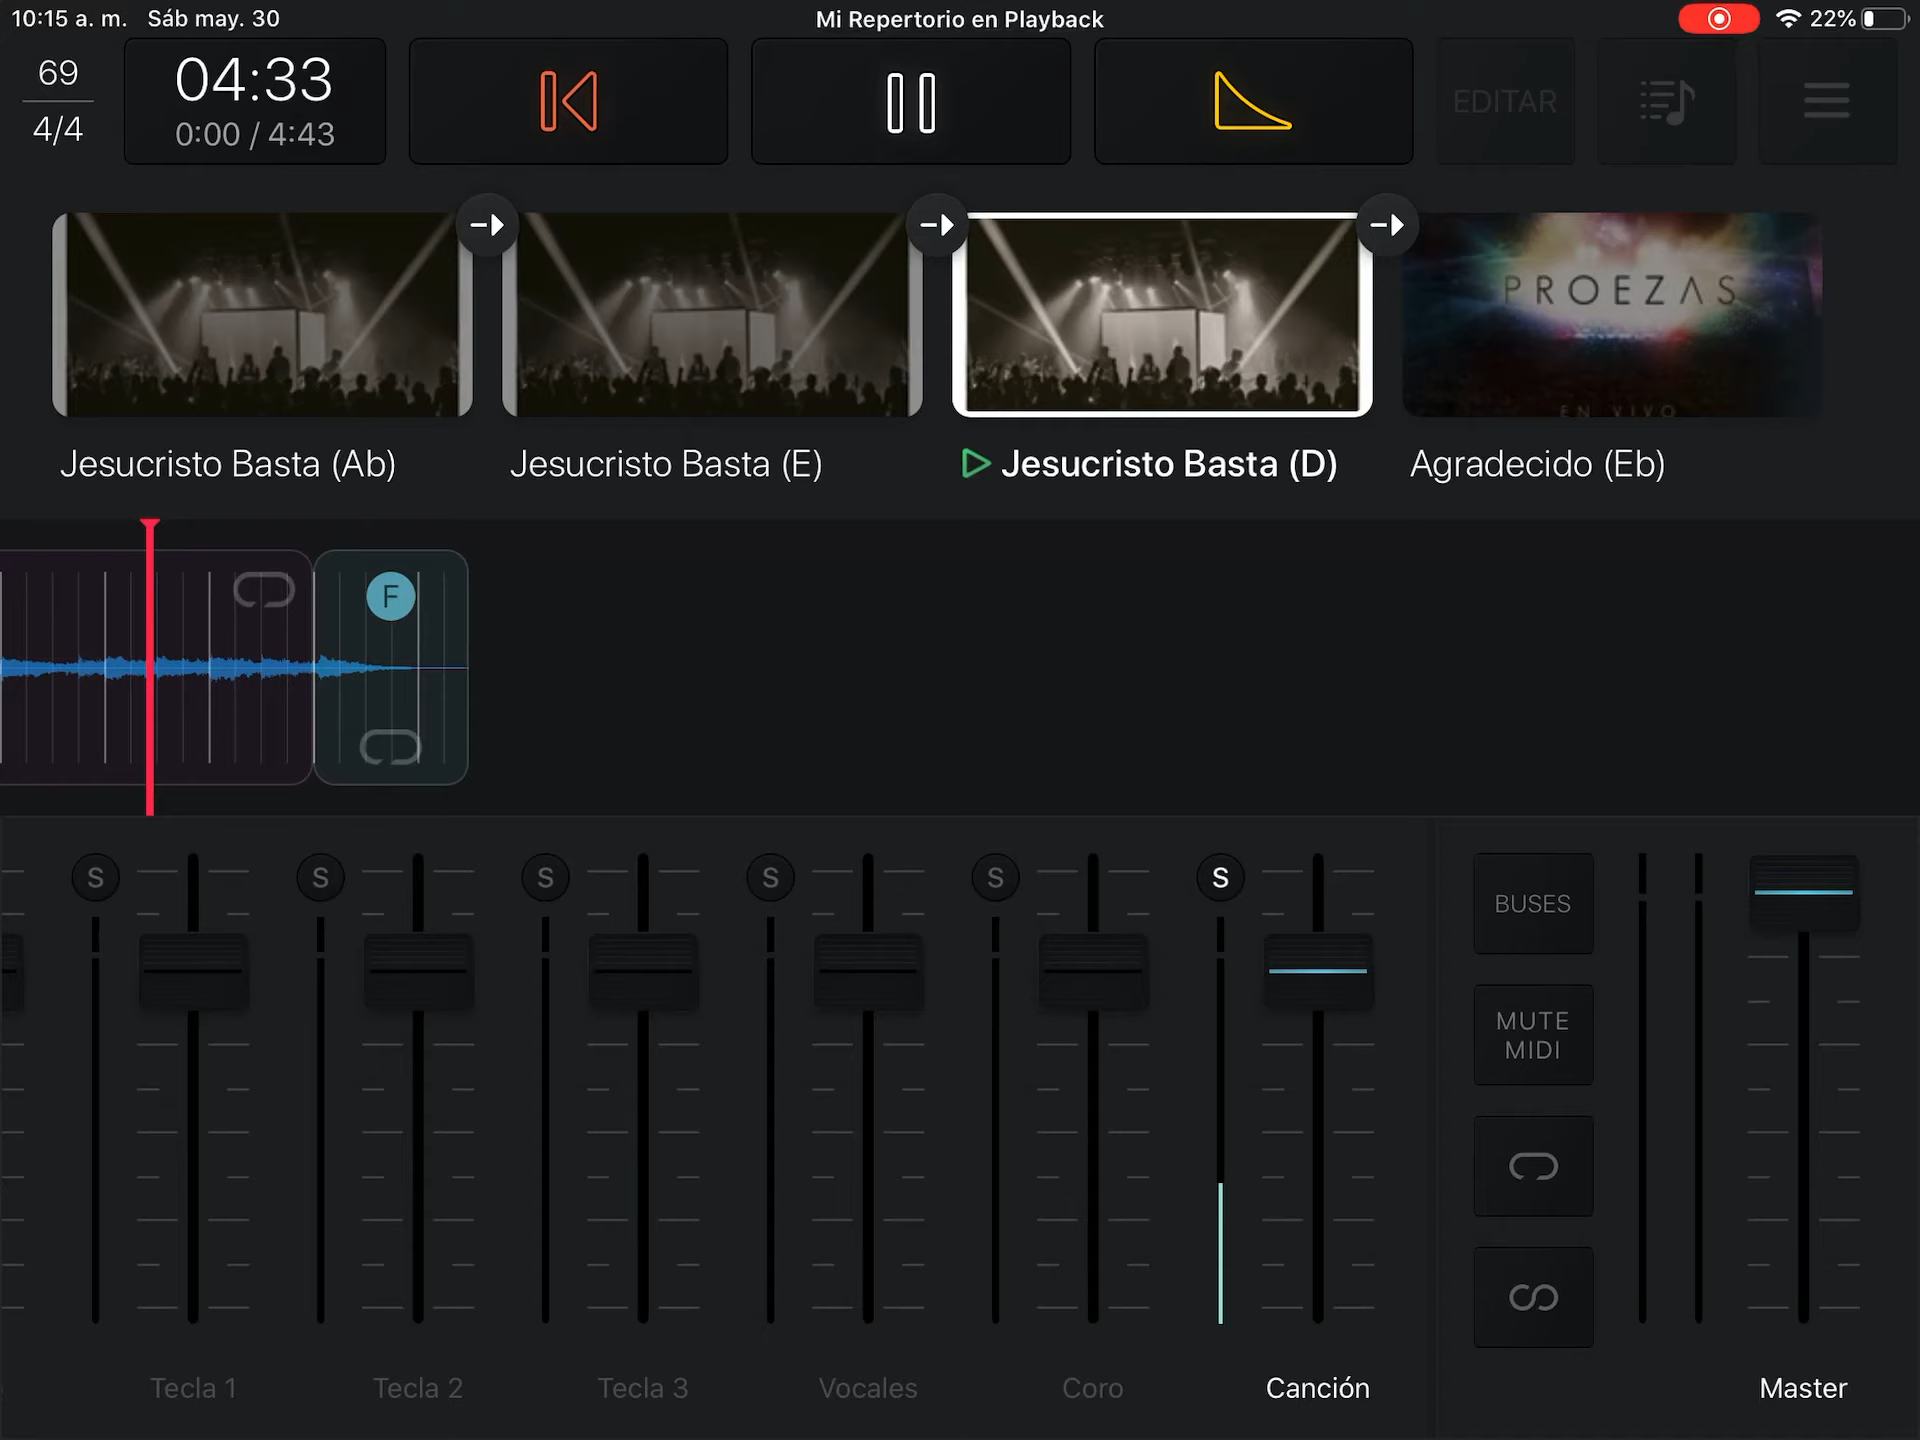 10:15 a. m. Sáb may. 30
Mi Repertorio en Playback
22%
69
4/4
04:33
0:00 / 4:43
EDITAR
PROEZAS
EN VIVO
Jesucristo Basta (Ab)
Jesucristo Basta (E)
Jesucristo Basta (D)
Agradecido (Eb)
F
S
S
S
S
S
S
BUSES
MUTE
MIDI
Tecla 1
Tecla 2
Tecla 3
Vocales
Coro
Canción
Master